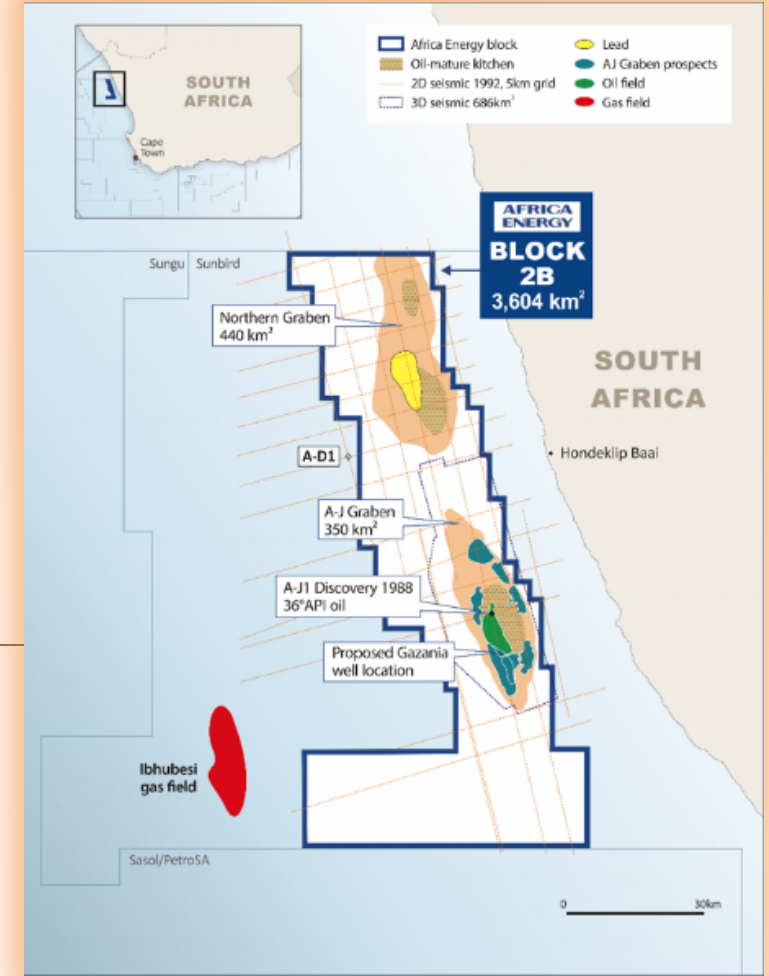 SOUTH
AFRICA
Cape
Town
Africa Energy block
Oil-mature kitchen
2D seismic 1992, 5km grid
3D seismic 686km²
Lead
AJ Graben prospects
Oil field
Gas field
AFRICA
ENERGY
BLOCK
2B
3,604 km²
Sungu
Sunbird
Northern Graben
440 km²
SOUTH
AFRICA
A-D1
Hondeklip Baai
A-J Graben
350 km²
A-J1 Discovery 1988
36°API oil
Proposed Gazania
well location
Ibhubesi
gas field
Sasol/PetroSA
0 30km